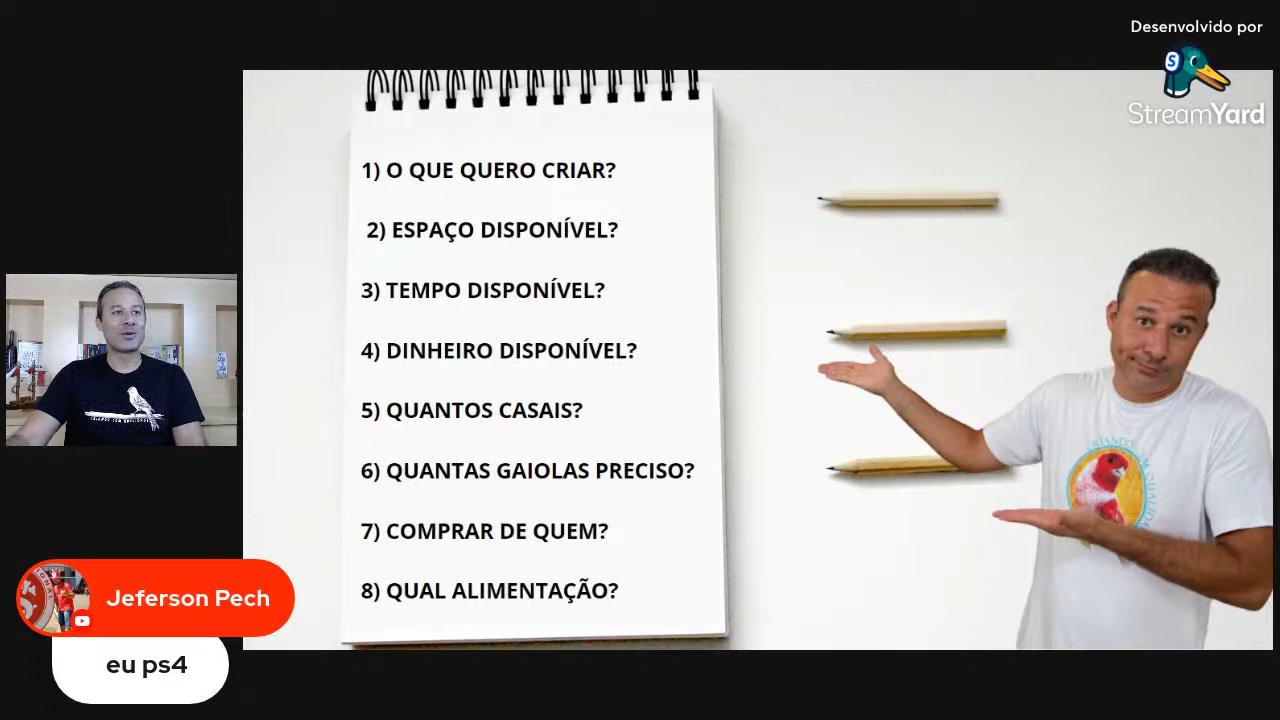 Desenvolvido por
StreamYard
1) O QUE QUERO CRIAR?
2) ESPAÇO DISPONÍVEL?
3) TEMPO DISPONÍVEL?
4) DINHEIRO DISPONÍVEL?
5) QUANTOS CASAIS?
6) QUANTAS GAIOLAS PRECISO?
7) COMPRAR DE QUEM?
8) QUAL ALIMENTAÇÃO?
Jeferson Pech
eu ps4